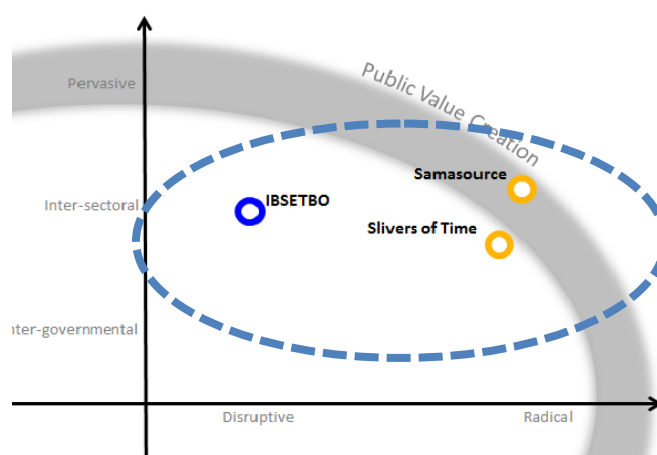 Public Value Creation
Pervasive
Samasource
Inter-sectoral
IBSETBO
Slivers of Time
nter-governmental
Disruptive
Radical